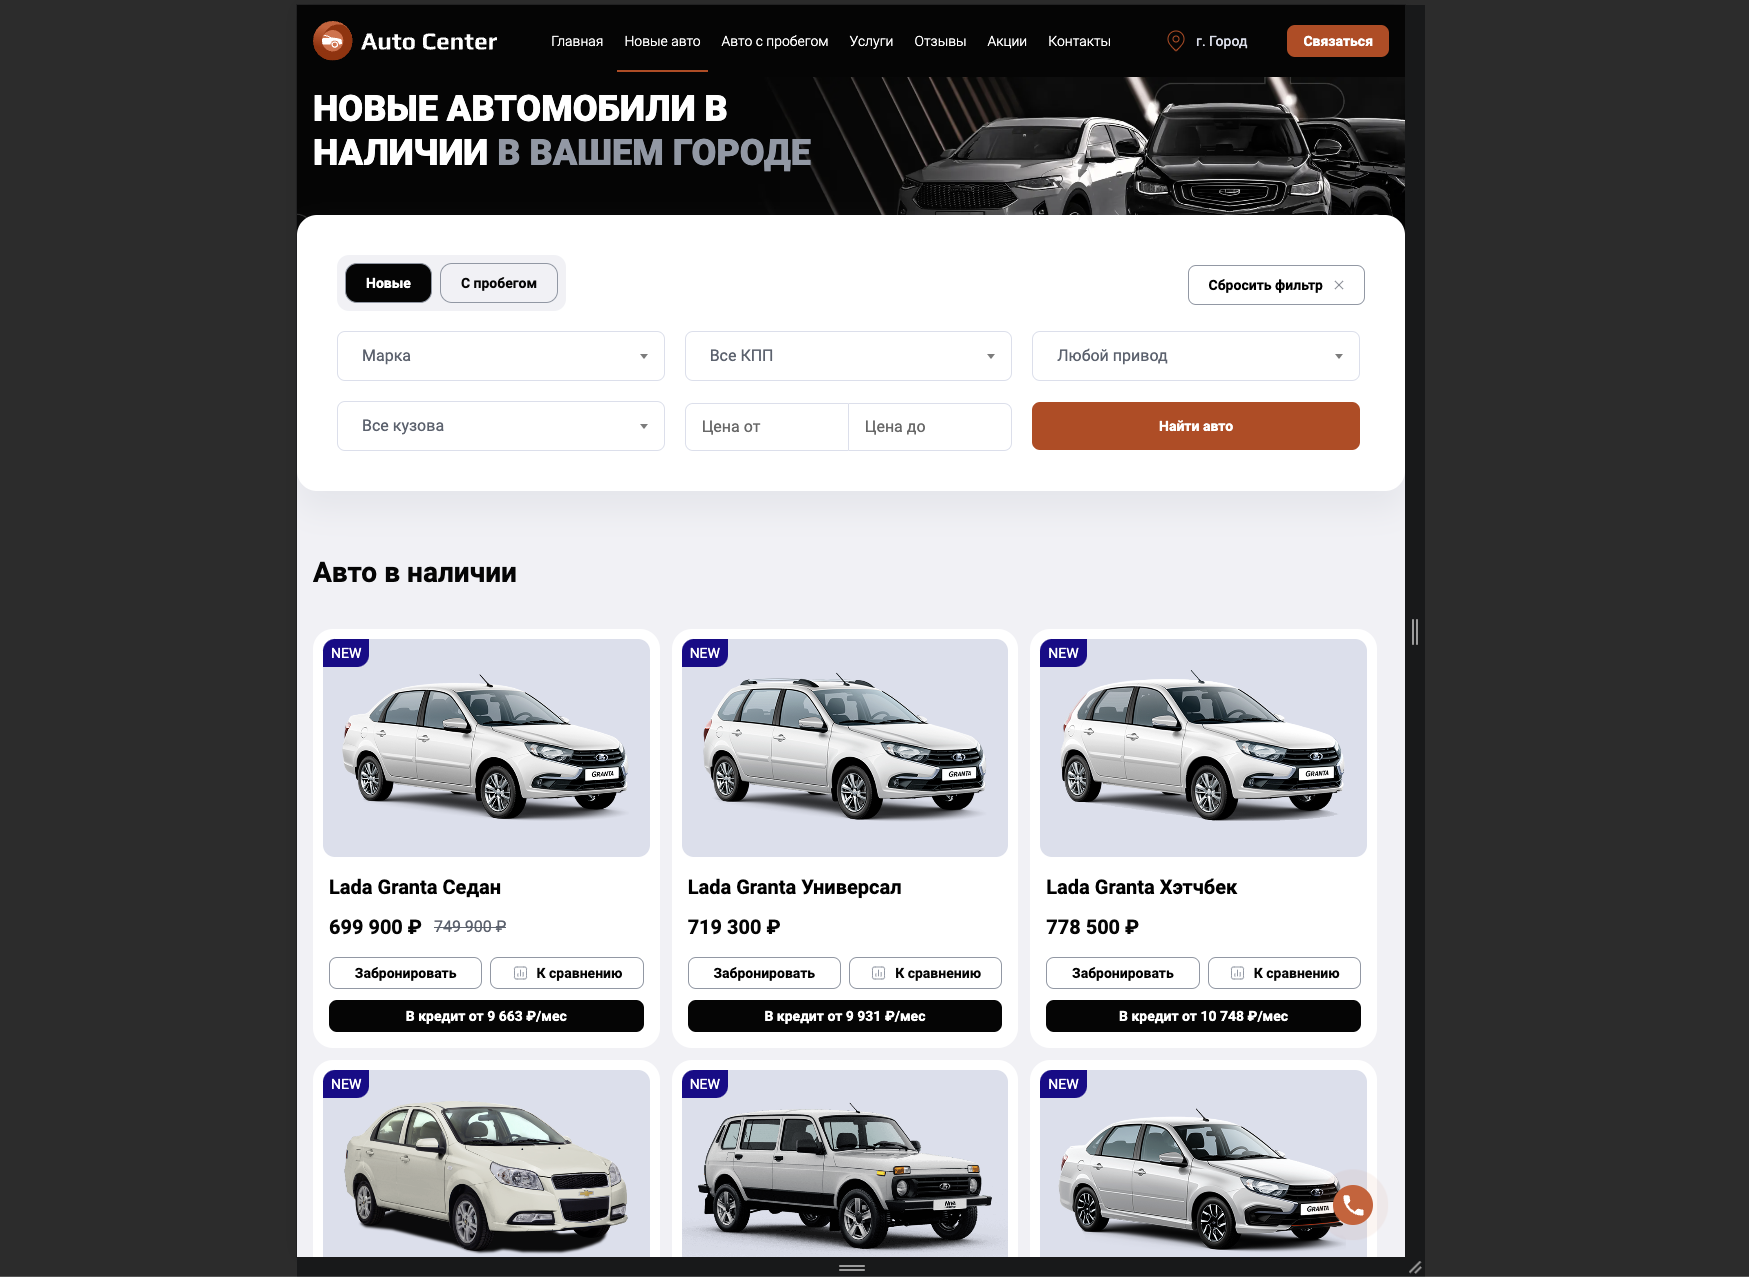 Auto Center
Главная Новые авто Авто с пробегом Услуги Отзывы Акции Контакты г. Город Связаться
НОВЫЕ АВТОМОБИЛИ В
НАЛИЧИИ В ВАШЕМ ГОРОДЕ
Новые С пробегом Сбросить фильтр
Марка Все КПП Любой привод
Все кузова Цена от Цена до Найти авто
Авто в наличии
NEW NEW NEW
GRANTA GRANTA GRANTA
Lada Granta Седан Lada Granta Универсал Lada Granta Хэтчбек
699 900 ₽ 749 900 ₽ 719 300 ₽ 778 500 ₽
Забронировать К сравнению Забронировать К сравнению Забронировать К сравнению
В кредит от 9 663 ₽/мес В кредит от 9 931 ₽/мес В кредит от 10 748 ₽/мес
NEW NEW NEW
GRANTA